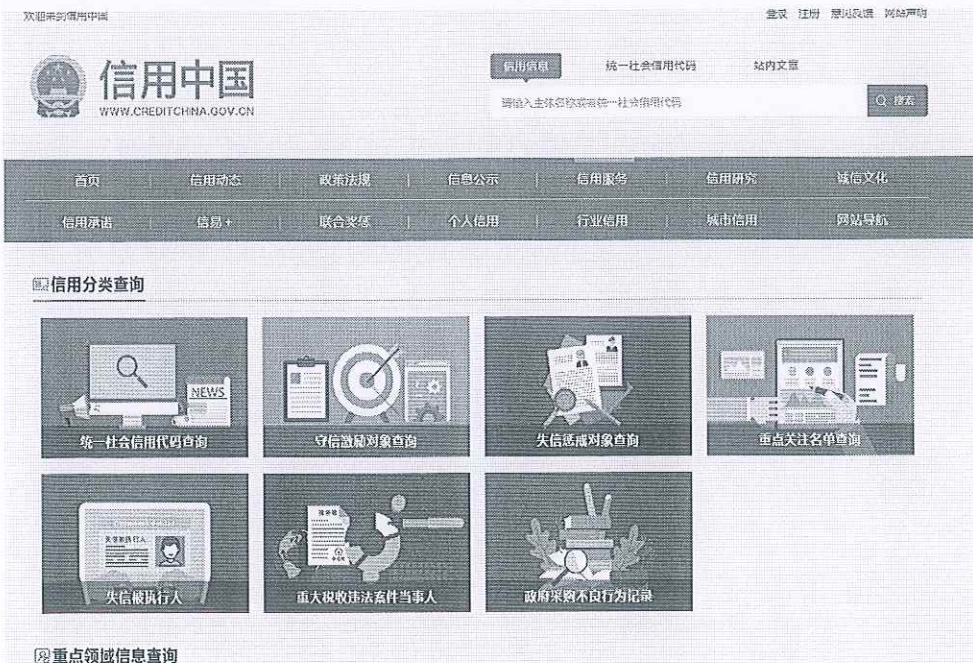 欢迎来到信用中国
登录 注册 意见反馈 网站声明
信用信息 统一社会信用代码 站内文章
信用中国
WWW.CREDITCHINA.GOV.CN
请输入主体名称或者统一社会信用代码
搜索
首页 信用动态 政策法规 信息公示 信用服务 信用研究 诚信文化
信用承诺 信易+ 联合奖惩 个人信用 行业信用 城市信用 网站导航
信用分类查询
NEWS
统一社会信用代码查询 守信激励对象查询 失信惩戒对象查询 重点关注名单查询
失信被执行人
失信被执行人 重大税收违法案件当事人 政府采购不良行为记录
重点领域信息查询